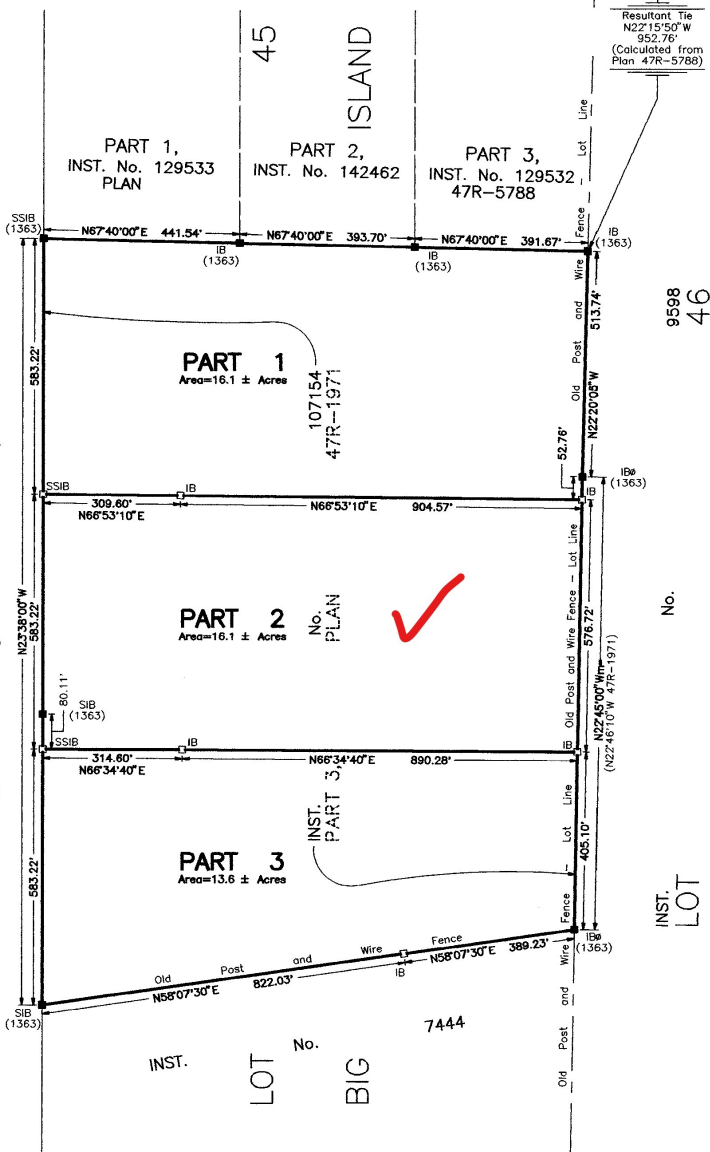 Resultant Tie
N22°15'50"W
952.76'
(Calculated from
Plan 47R-5788)
45
ISLAND
PART 1,
INST. No. 129533
PLAN
PART 2,
INST. No. 142462
PART 3,
INST. No. 129532
47R-5788
Fence - Lot Line
SSIB
(1363)
N67°40'00"E 441.54'
IB
(1363)
N67°40'00"E 393.70'
IB
(1363)
N67°40'00"E 391.67'
IB
(1363)
9598
46
583.22'
PART 1
Area=16.1 ± Acres
107154
47R-1971
Old Post and Wire
513.74'
N22°20'05"W
52.76'
IBø
(1363)
SSIB
IB
IB
309.60'
N66°53'10"E
N66°53'10"E 904.57'
N23°38'00"W
583.22'
PART 2
Area=16.1 ± Acres
No.
PLAN
Old Post and Wire Fence - Lot Line
576.72'
N22°45'00"Wm
(N22°46'10"W 47R-1971)
No.
80.11'
SIB
(1363)
SSIB
IB
IB
314.60'
N66°34'40"E
N66°34'40"E 890.28'
583.22'
INST.
PART 3,
PART 3
Area=13.6 ± Acres
Fence - Lot Line
405.10'
INST.
LOT
IBø
(1363)
Old Post and Wire Fence
N58°07'30"E 822.03'
IB
N58°07'30"E 389.23'
SIB
(1363)
Old Post and Wire
INST. No. 7444
LOT
BIG